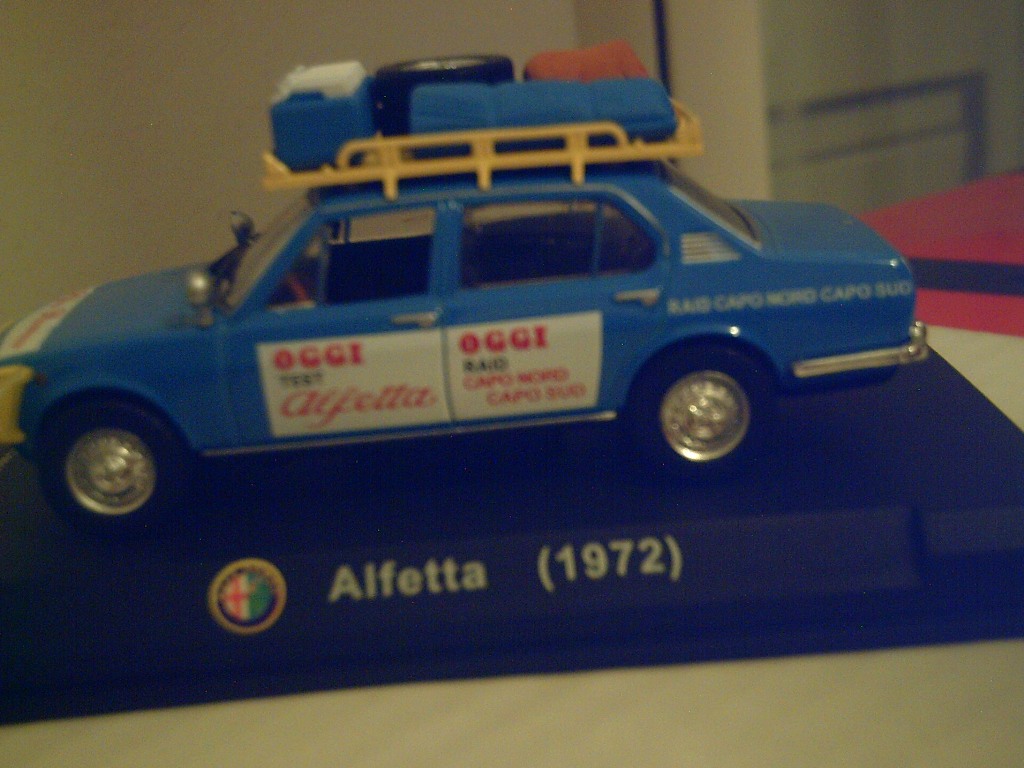 RAID CAPO NORD CAPO SUD
OGGI
TEST
Alfetta
OGGI
RAID
CAPO NORD
CAPO SUD
Alfetta (1972)